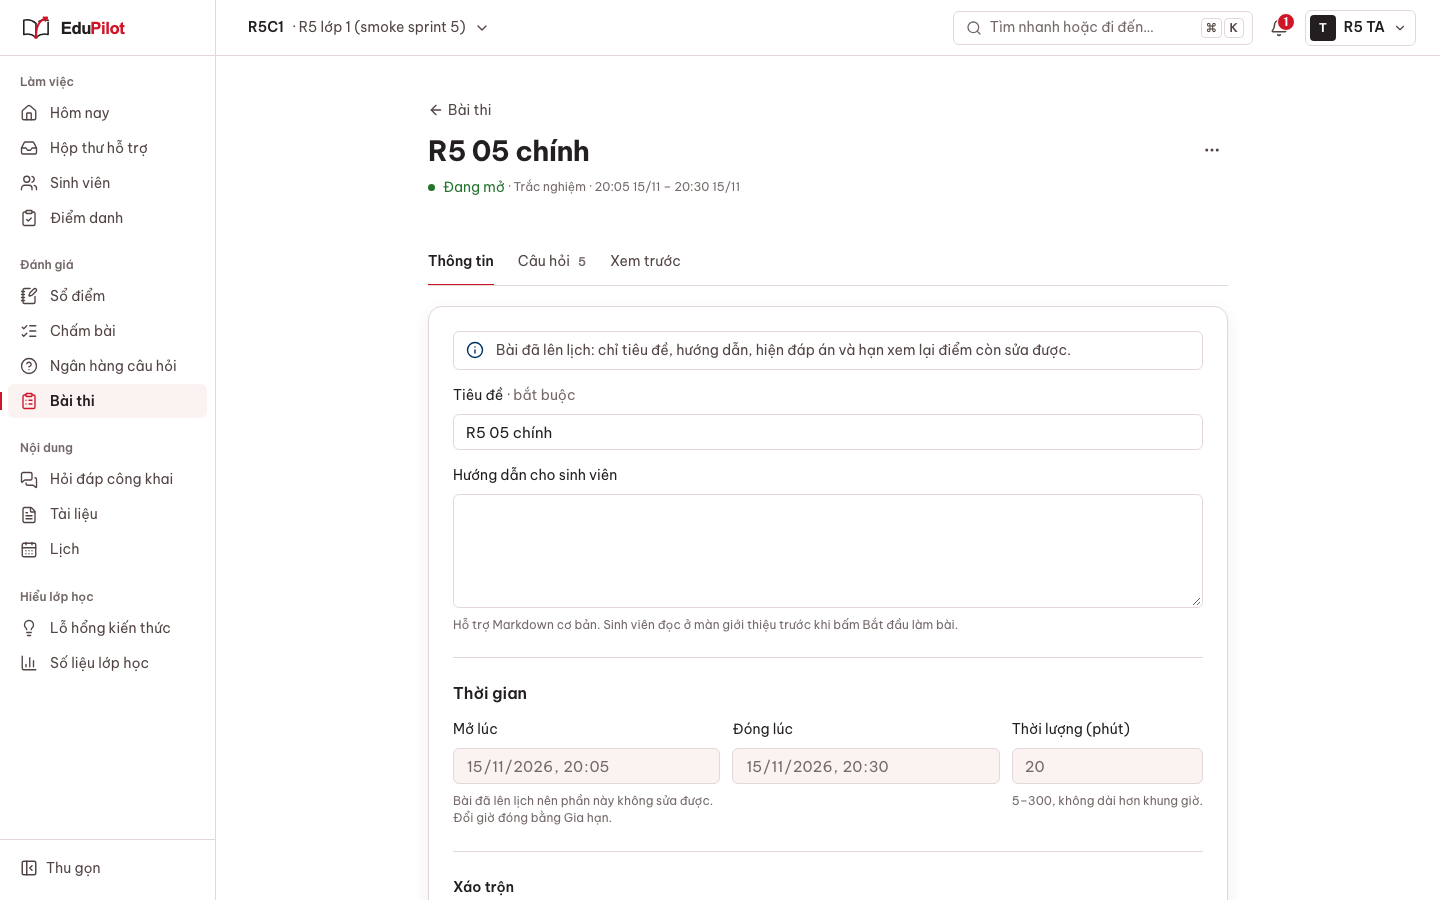 EduPilot
R5C1 · R5 lớp 1 (smoke sprint 5)
Tìm nhanh hoặc đi đến...
⌘ K
1
T
R5 TA
Làm việc
Hôm nay
Hộp thư hỗ trợ
Sinh viên
Điểm danh
Đánh giá
Sổ điểm
Chấm bài
Ngân hàng câu hỏi
Bài thi
Nội dung
Hỏi đáp công khai
Tài liệu
Lịch
Hiểu lớp học
Lỗ hổng kiến thức
Số liệu lớp học
Thu gọn
← Bài thi
R5 05 chính
Đang mở · Trắc nghiệm · 20:05 15/11 – 20:30 15/11
Thông tin
Câu hỏi 5
Xem trước
Bài đã lên lịch: chỉ tiêu đề, hướng dẫn, hiện đáp án và hạn xem lại điểm còn sửa được.
Tiêu đề · bắt buộc
R5 05 chính
Hướng dẫn cho sinh viên
Hỗ trợ Markdown cơ bản. Sinh viên đọc ở màn giới thiệu trước khi bấm Bắt đầu làm bài.
Thời gian
Mở lúc
15/11/2026, 20:05
Bài đã lên lịch nên phần này không sửa được.
Đổi giờ đóng bằng Gia hạn.
Đóng lúc
15/11/2026, 20:30
Thời lượng (phút)
20
5–300, không dài hơn khung giờ.
Xáo trộn